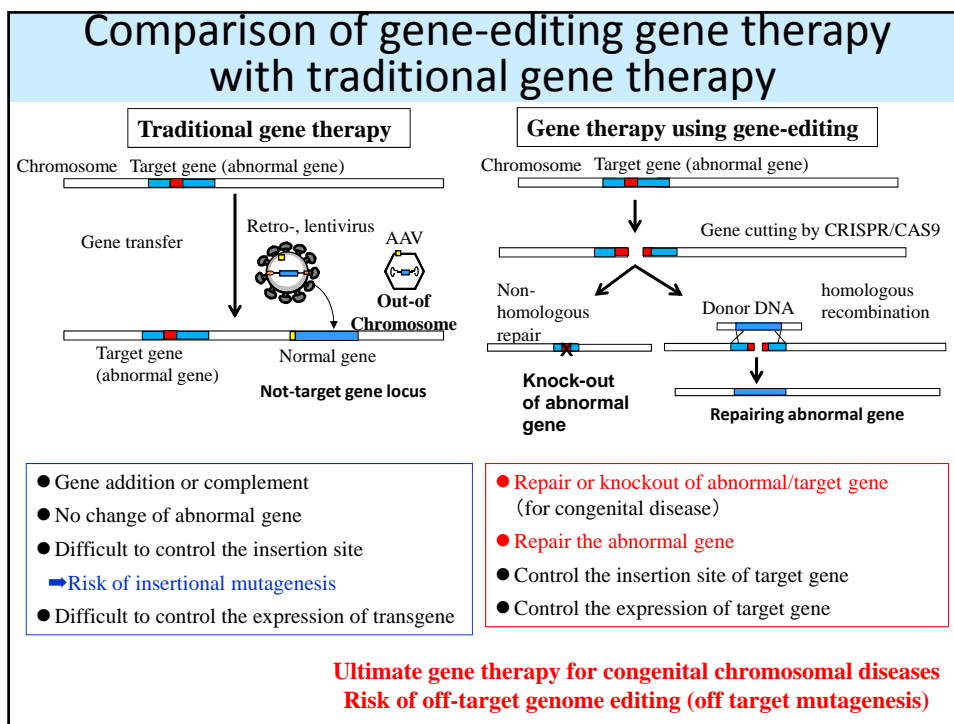 Comparison of gene-editing gene therapy
with traditional gene therapy
Traditional gene therapy
Chromosome   Target gene (abnormal gene)
Gene transfer
Retro-, lentivirus
AAV
Out-of
Chromosome
Target gene
(abnormal gene)
Normal gene
Not-target gene locus
Gene therapy using gene-editing
Chromosome   Target gene (abnormal gene)
Gene cutting by CRISPR/CAS9
Non-
homologous
repair
Donor DNA
homologous
recombination
X
Knock-out
of abnormal
gene
Repairing abnormal gene
● Gene addition or complement
● No change of abnormal gene
● Difficult to control the insertion site
➡Risk of insertional mutagenesis
● Difficult to control the expression of transgene
● Repair or knockout of abnormal/target gene
（for congenital disease）
● Repair the abnormal gene
● Control the insertion site of target gene
● Control the expression of target gene
Ultimate gene therapy for congenital chromosomal diseases
Risk of off-target genome editing (off target mutagenesis)